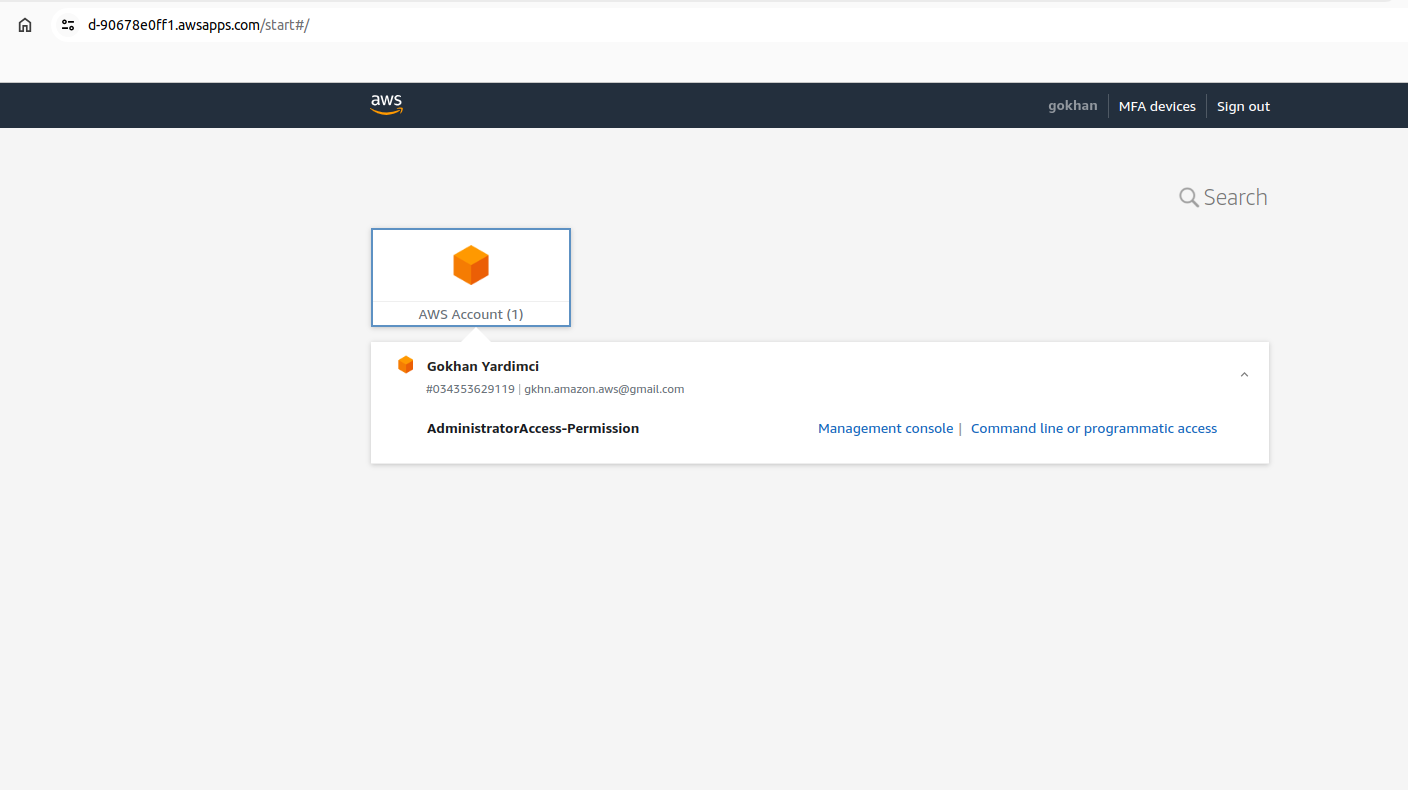 d-90678e0ff1.awsapps.com/start#/
aws
gokhan MFA devices Sign out
Search
AWS Account (1)
Gokhan Yardimci
#034353629119 | gkhn.amazon.aws@gmail.com
AdministratorAccess-Permission Management console | Command line or programmatic access